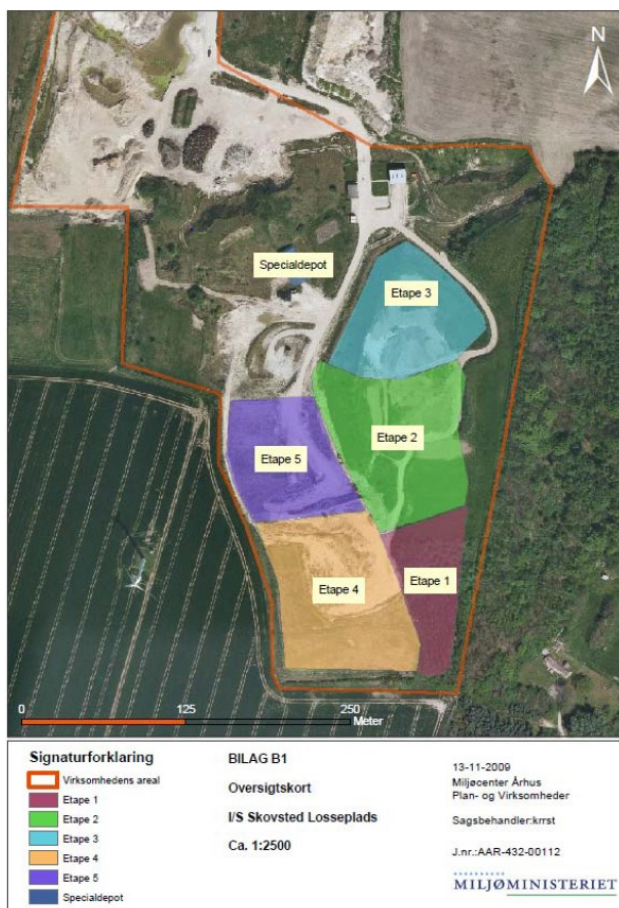 N
Specialdepot
Etape 3
Etape 2
Etape 5
Etape 1
Etape 4
0 125 250
Meter
Signaturforklaring
Virksomhedens areal
Etape 1
Etape 2
Etape 3
Etape 4
Etape 5
Specialdepot
BILAG B1
Oversigtskort
I/S Skovsted Losseplads
Ca. 1:2500
13-11-2009
Miljøcenter Århus
Plan- og Virksomheder
Sagsbehandler:krrst
J.nr.:AAR-432-00112
MILJØMINISTERIET